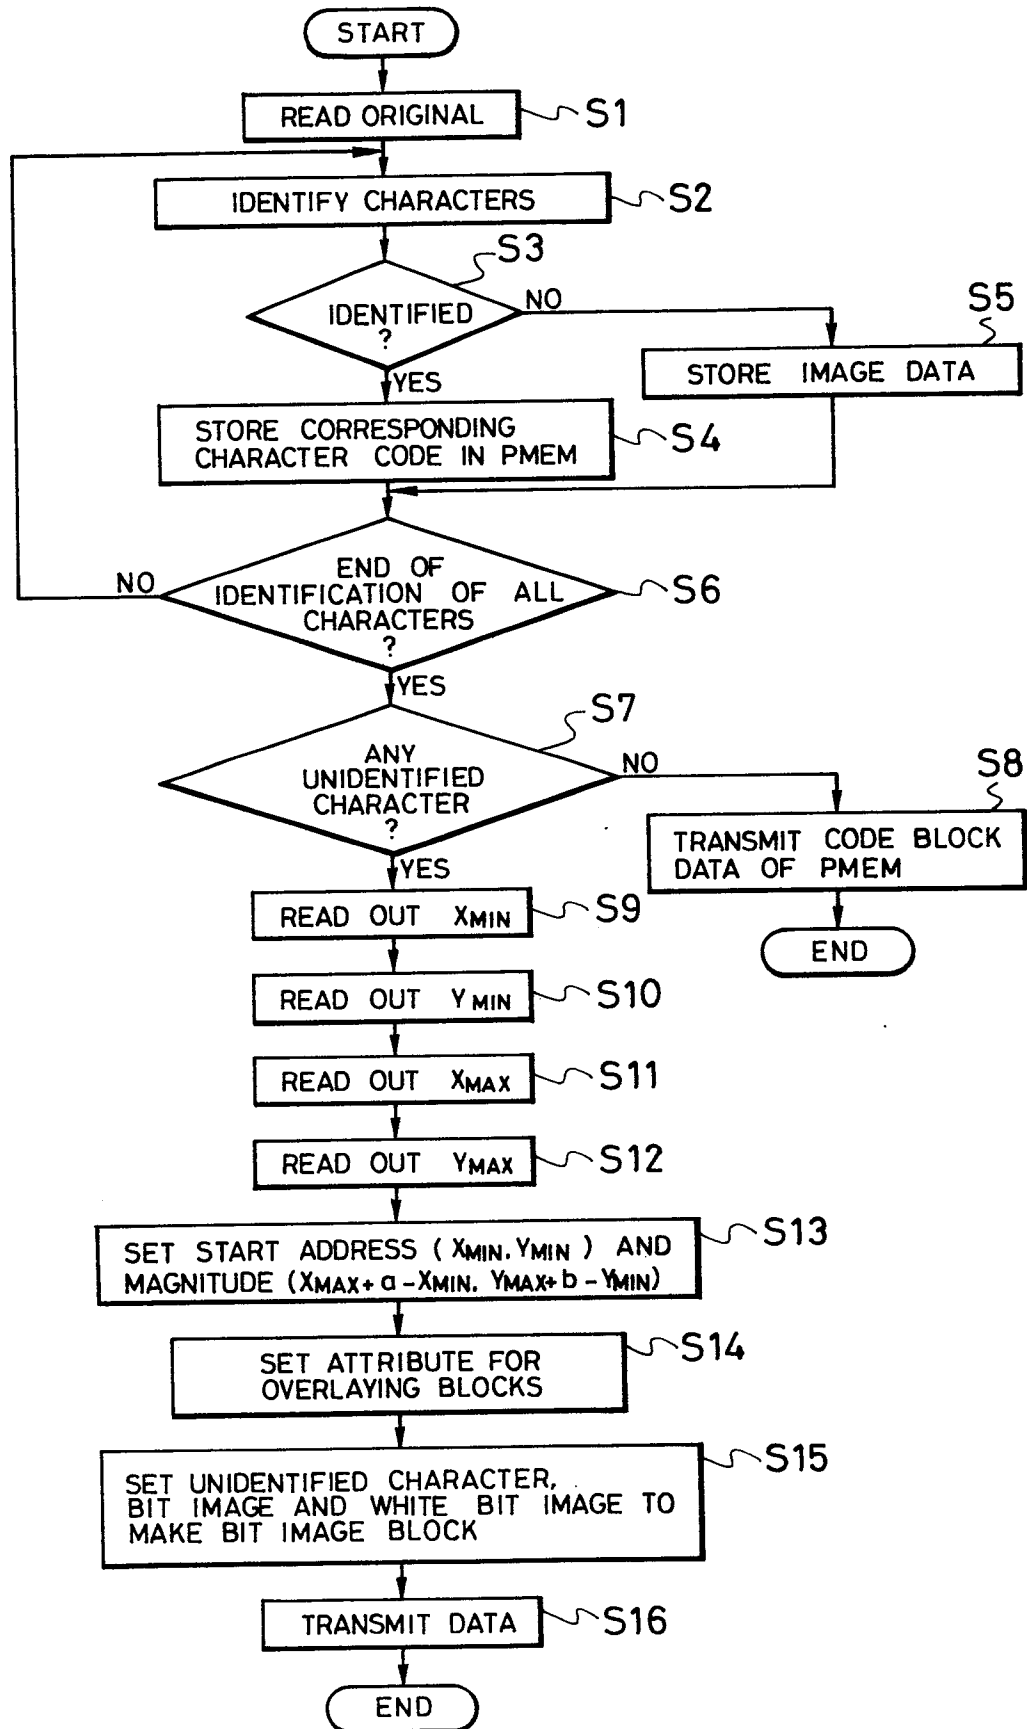 START
READ ORIGINAL
S1
IDENTIFY CHARACTERS
S2
S3
IDENTIFIED
?
NO
YES
S5
STORE IMAGE DATA
STORE CORRESPONDING
CHARACTER CODE IN PMEM
S4
END OF
IDENTIFICATION OF ALL
CHARACTERS
?
NO
S6
YES
S7
ANY
UNIDENTIFIED
CHARACTER
?
NO
YES
S8
TRANSMIT CODE BLOCK
DATA OF PMEM
END
READ OUT XMIN
S9
READ OUT YMIN
S10
READ OUT XMAX
S11
READ OUT YMAX
S12
SET START ADDRESS (XMIN. YMIN) AND
MAGNITUDE (XMAX+a-XMIN. YMAX+b-YMIN)
S13
SET ATTRIBUTE FOR
OVERLAYING BLOCKS
S14
SET UNIDENTIFIED CHARACTER,
BIT IMAGE AND WHITE BIT IMAGE TO
MAKE BIT IMAGE BLOCK
S15
TRANSMIT DATA
S16
END